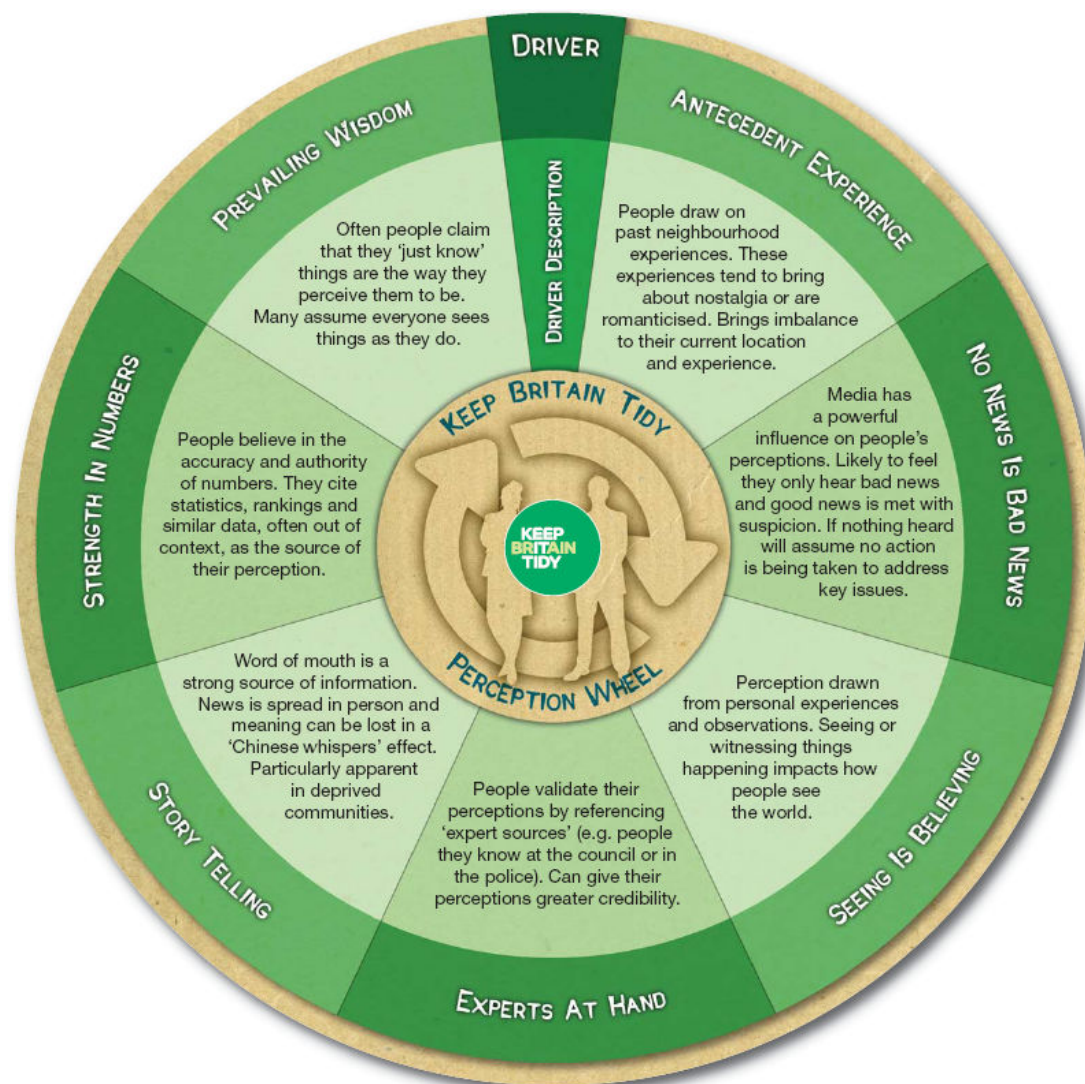 DRIVER
DRIVER DESCRIPTION
ANTECEDENT EXPERIENCE
People draw on
past neighbourhood
experiences. These
experiences tend to bring
about nostalgia or are
romanticised. Brings imbalance
to their current location
and experience.
NO NEWS IS BAD NEWS
Media has
a powerful
influence on people's
perceptions. Likely to feel
they only hear bad news
and good news is met with
suspicion. If nothing heard
will assume no action
is being taken to address
key issues.
SEEING IS BELIEVING
Perception drawn
from personal experiences
and observations. Seeing or
witnessing things
happening impacts how
people see
the world.
EXPERTS AT HAND
People validate their
perceptions by referencing
‘expert sources’ (e.g. people
they know at the council or in
the police). Can give their
perceptions greater credibility.
STORY TELLING
Word of mouth is a
strong source of information.
News is spread in person and
meaning can be lost in a
‘Chinese whispers’ effect.
Particularly apparent
in deprived
communities.
STRENGTH IN NUMBERS
People believe in the
accuracy and authority
of numbers. They cite
statistics, rankings and
similar data, often out of
context, as the source of
their perception.
PREVAILING WISDOM
Often people claim
that they ‘just know’
things are the way they
perceive them to be.
Many assume everyone sees
things as they do.
KEEP BRITAIN TIDY
KEEP
BRITAIN
TIDY
PERCEPTION WHEEL